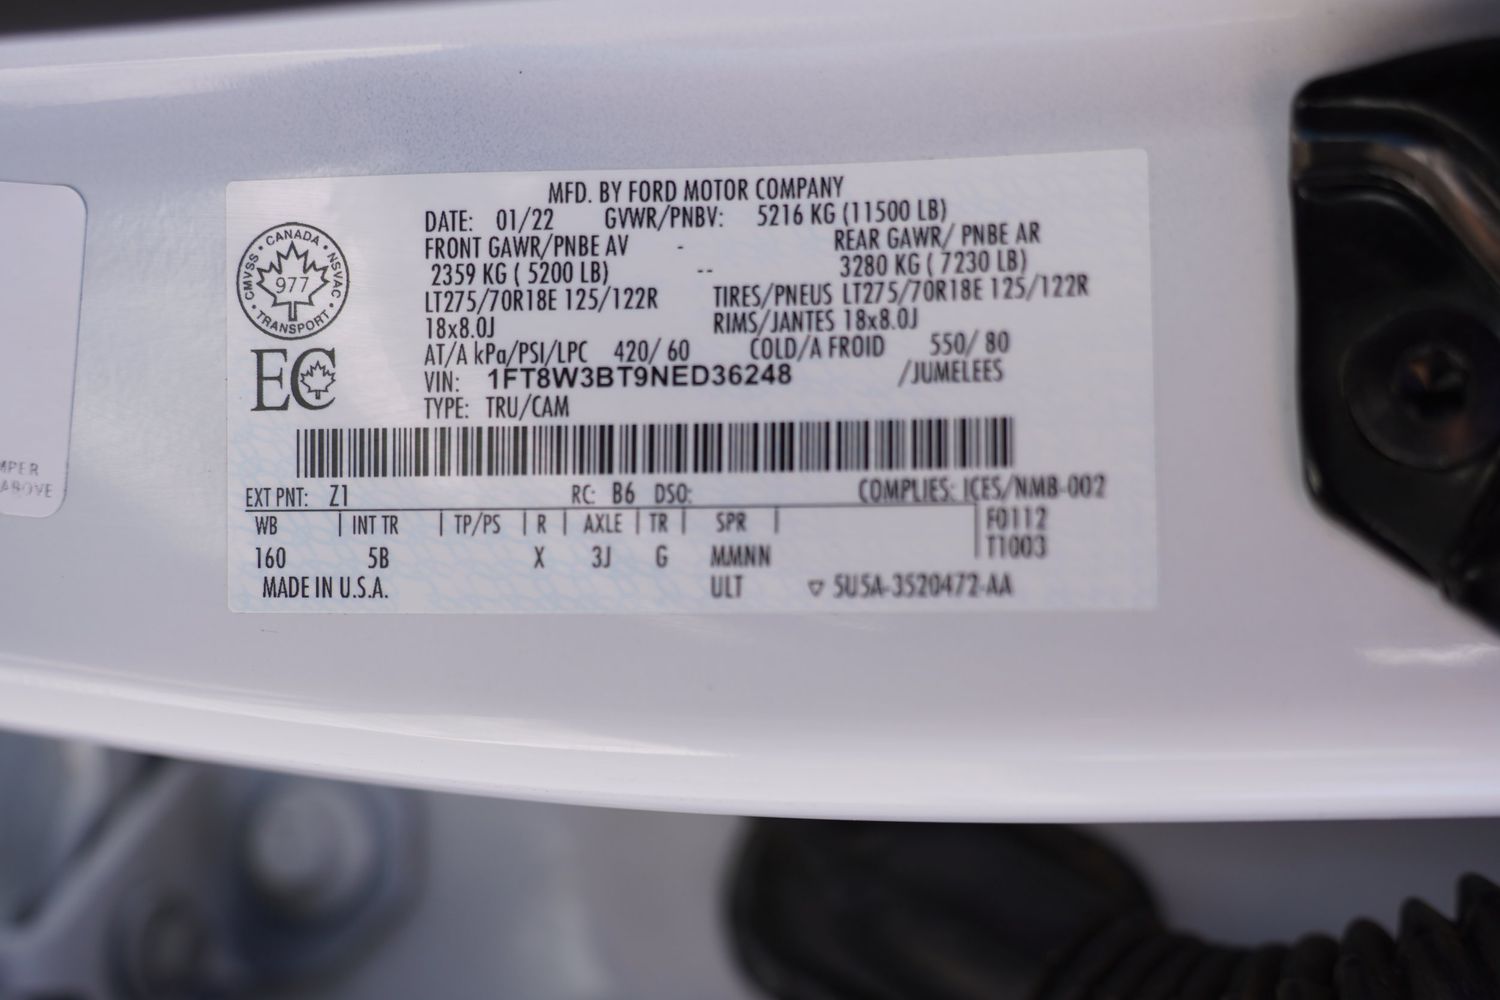 MFD. BY FORD MOTOR COMPANY
DATE: 01/22 GVWR/PNBV: 5216 KG (11500 LB)
FRONT GAWR/PNBE AV - REAR GAWR/ PNBE AR
2359 KG ( 5200 LB) -- 3280 KG ( 7230 LB)
LT275/70R18E 125/122R TIRES/PNEUS LT275/70R18E 125/122R
18x8.0J RIMS/JANTES 18x8.0J
AT/A kPa/PSI/LPC 420/ 60 COLD/A FROID 550/ 80
VIN: 1FT8W3BT9NED36248 /JUMELEES
TYPE: TRU/CAM
CANADA
CMVSS • NSVAC
977
TRANSPORT
EC
EXT PNT: Z1 RC: B6 DSO: COMPLIES: ICES/NMB-002
WB | INT TR | TP/PS | R | AXLE | TR | SPR | F0112
160 5B X 3J G MMNN T1003
MADE IN U.S.A. ULT ▽ 5U5A-3520472-AA
MPER
ABOVE